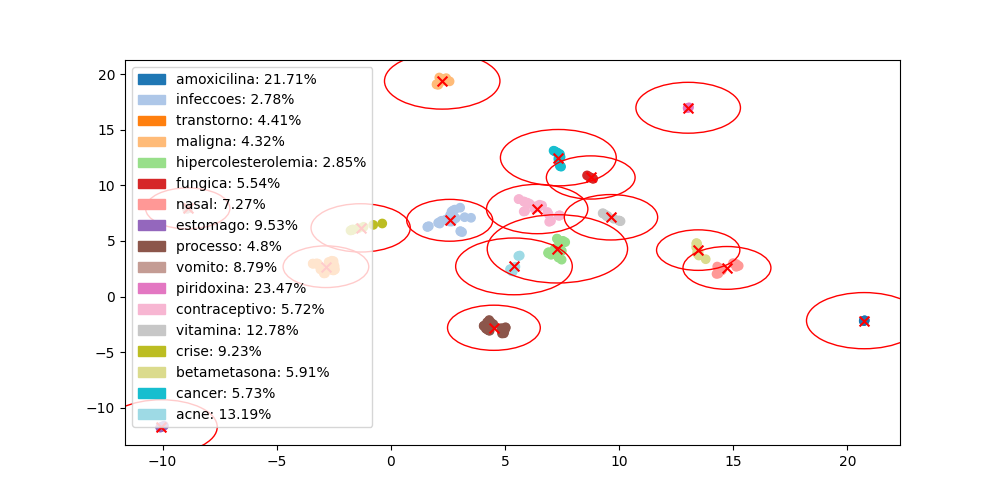 20
15
10
5
0
−5
−10
amoxicilina: 21.71%
infeccoes: 2.78%
transtorno: 4.41%
maligna: 4.32%
hipercolesterolemia: 2.85%
fungica: 5.54%
nasal: 7.27%
estomago: 9.53%
processo: 4.8%
vomito: 8.79%
piridoxina: 23.47%
contraceptivo: 5.72%
vitamina: 12.78%
crise: 9.23%
betametasona: 5.91%
cancer: 5.73%
acne: 13.19%
−10 −5 0 5 10 15 20